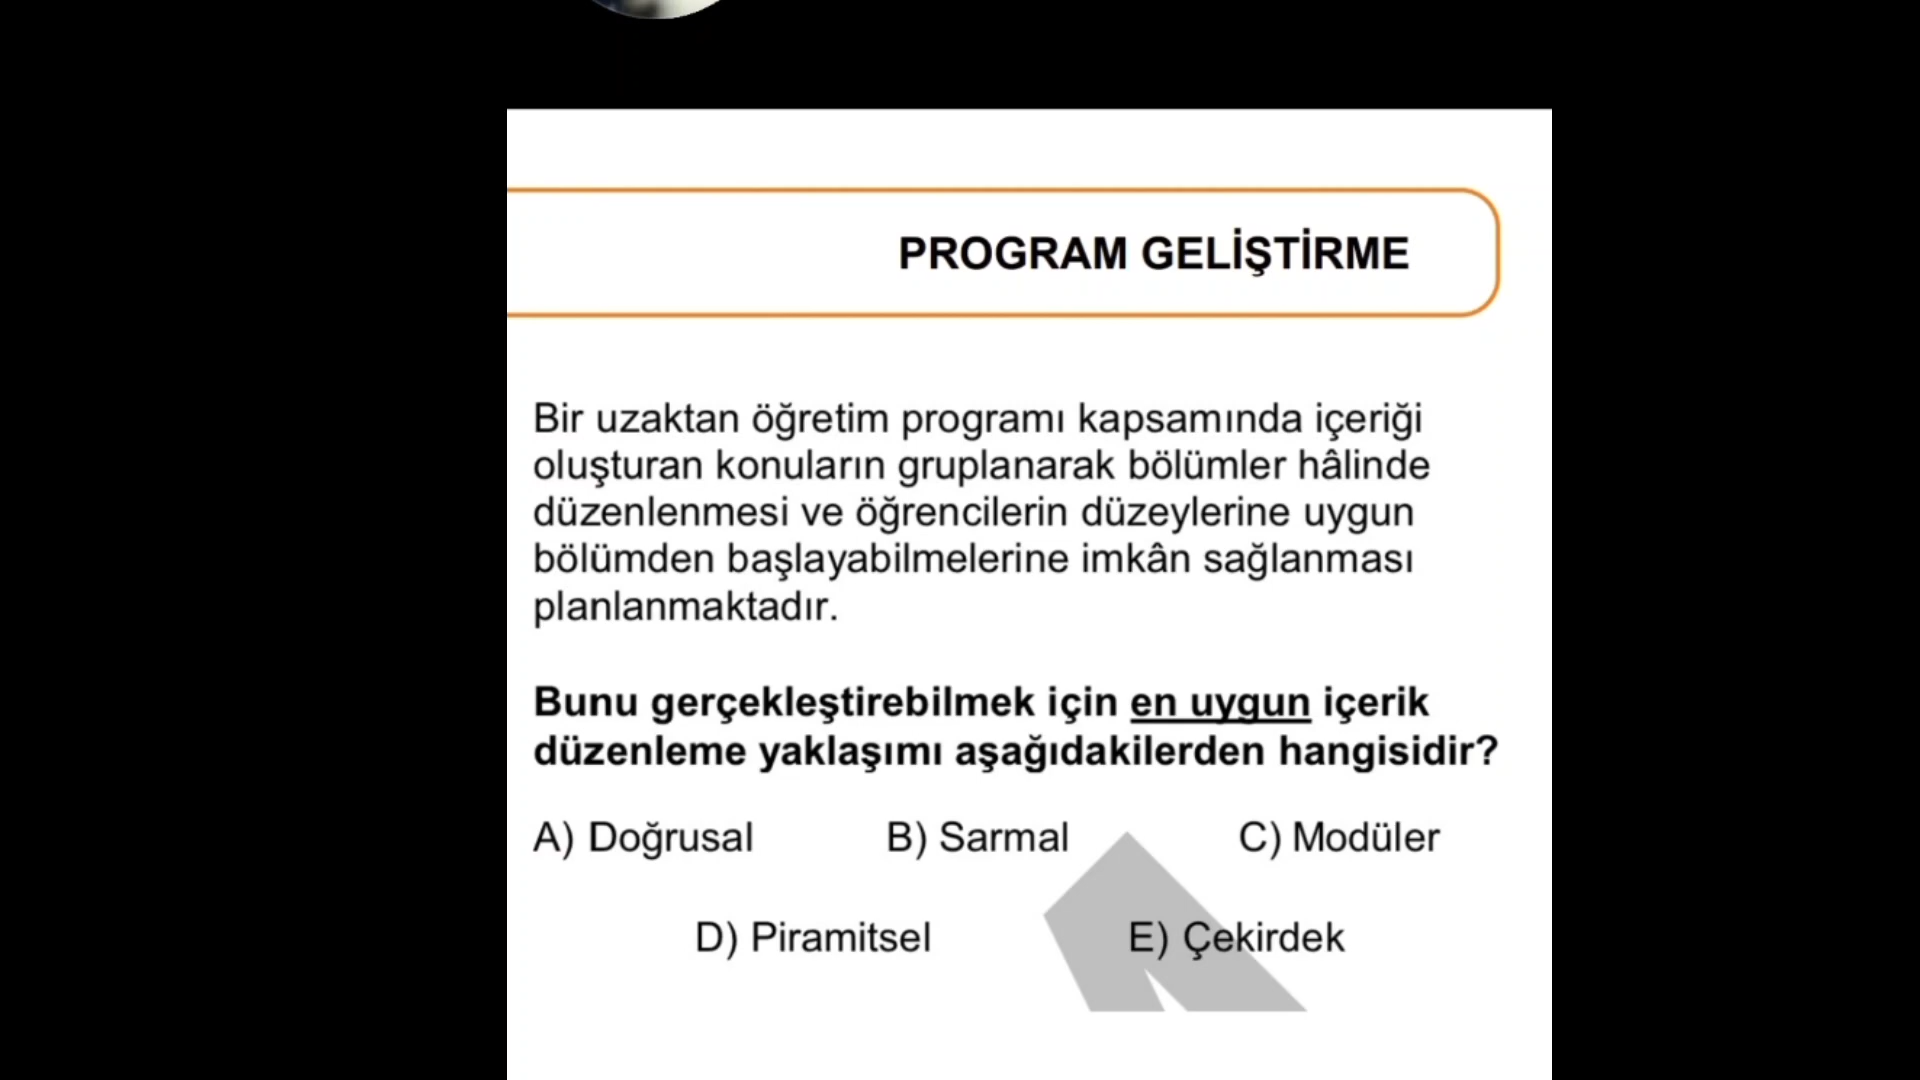 PROGRAM GELİŞTİRME
Bir uzaktan öğretim programı kapsamında içeriği
oluşturan konuların gruplanarak bölümler hâlinde
düzenlenmesi ve öğrencilerin düzeylerine uygun
bölümden başlayabilmelerine imkân sağlanması
planlanmaktadır.
Bunu gerçekleştirebilmek için en uygun içerik
düzenleme yaklaşımı aşağıdakilerden hangisidir?
A) Doğrusal B) Sarmal C) Modüler
D) Piramitsel E) Çekirdek